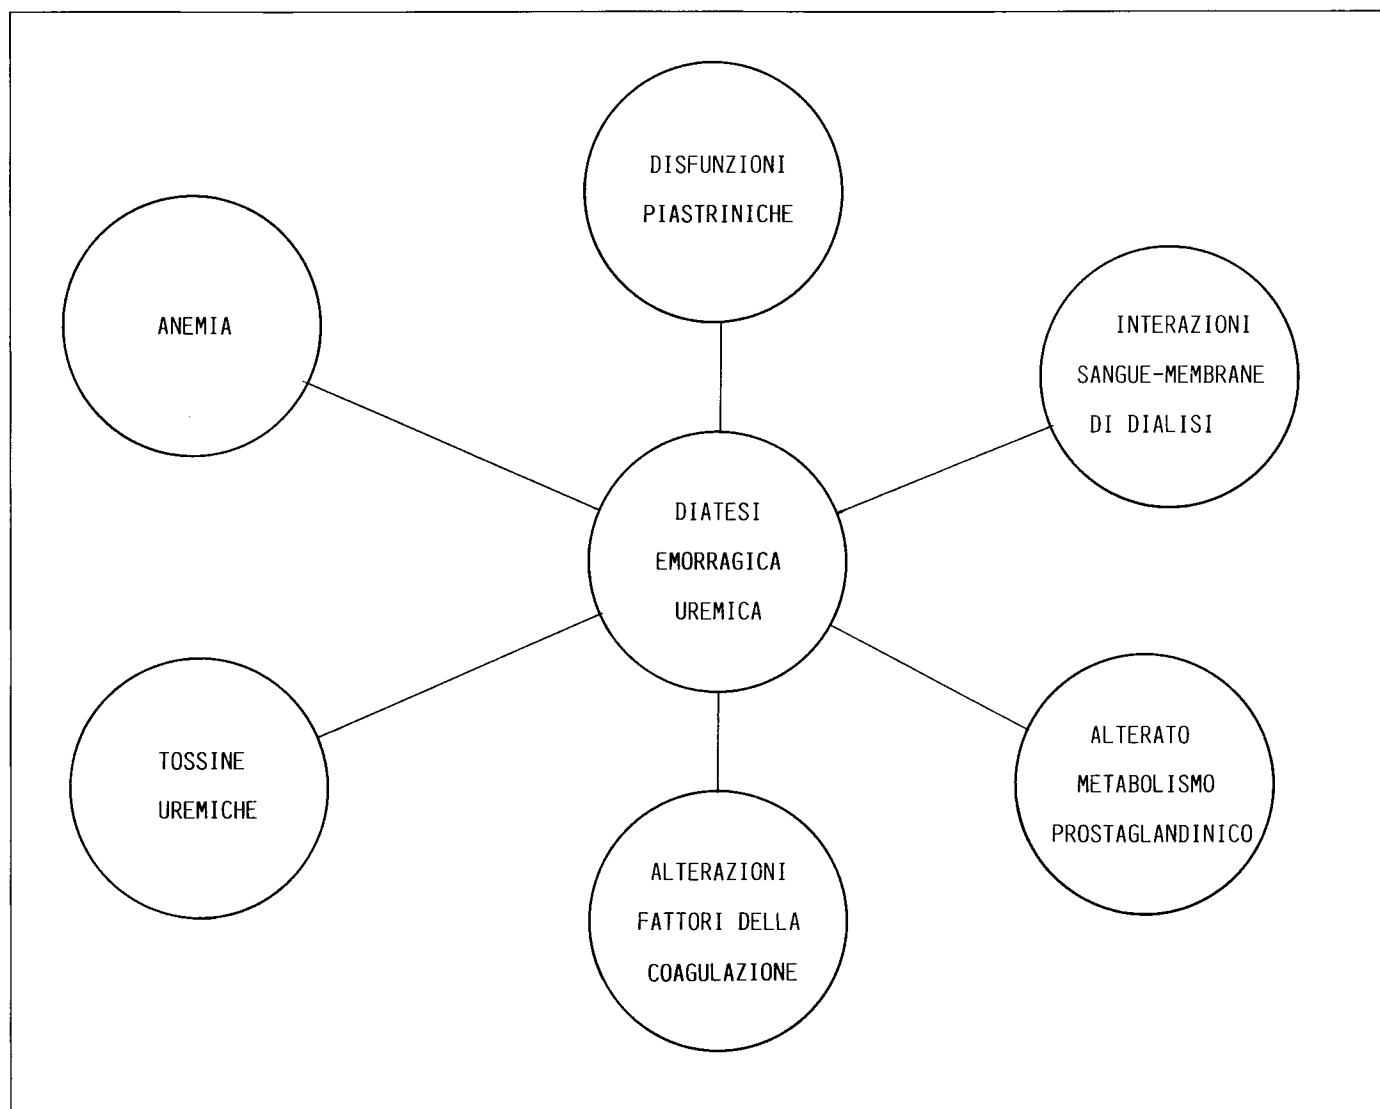 DISFUNZIONI
PIASTRINICHE
ANEMIA
INTERAZIONI
SANGUE-MEMBRANE
DI DIALISI
DIATESI
EMORRAGICA
UREMICA
TOSSINE
UREMICHE
ALTERATO
METABOLISMO
PROSTAGLANDINICO
ALTERAZIONI
FATTORI DELLA
COAGULAZIONE